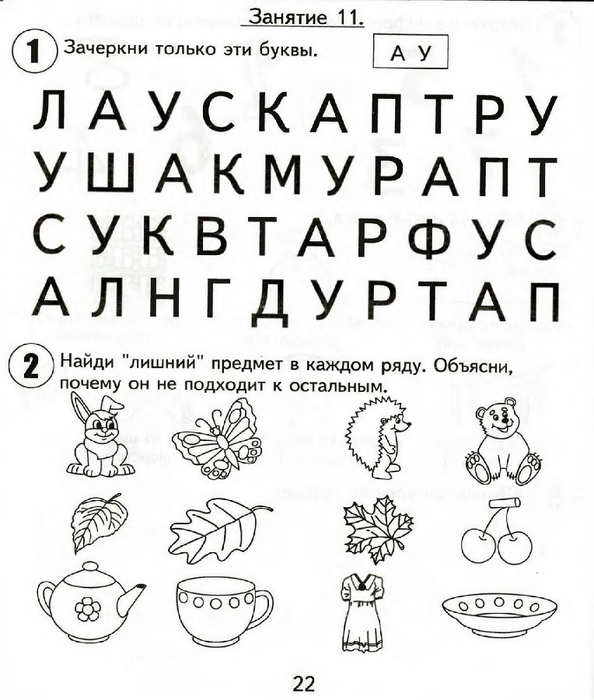 Занятие 11.
1 Зачеркни только эти буквы. А У
Л А У С К А П Т Р У
У Ш А К М У Р А П Т
С У К В Т А Р Ф У С
А Л Н Г Д У Р Т А П
2 Найди "лишний" предмет в каждом ряду. Объясни,
почему он не подходит к остальным.
22